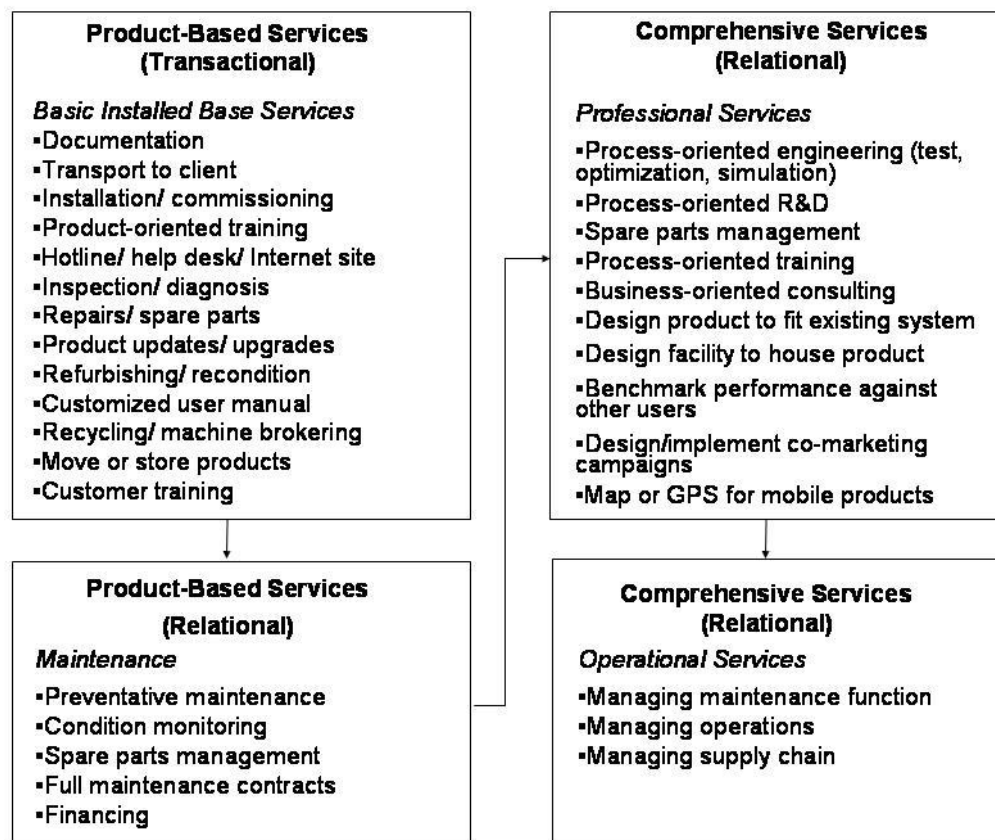 Product-Based Services
(Transactional)
Basic Installed Base Services
▪Documentation
▪Transport to client
▪Installation/ commissioning
▪Product-oriented training
▪Hotline/ help desk/ Internet site
▪Inspection/ diagnosis
▪Repairs/ spare parts
▪Product updates/ upgrades
▪Refurbishing/ recondition
▪Customized user manual
▪Recycling/ machine brokering
▪Move or store products
▪Customer training
Product-Based Services
(Relational)
Maintenance
▪Preventative maintenance
▪Condition monitoring
▪Spare parts management
▪Full maintenance contracts
▪Financing
Comprehensive Services
(Relational)
Professional Services
▪Process-oriented engineering (test,
optimization, simulation)
▪Process-oriented R&D
▪Spare parts management
▪Process-oriented training
▪Business-oriented consulting
▪Design product to fit existing system
▪Design facility to house product
▪Benchmark performance against
other users
▪Design/implement co-marketing
campaigns
▪Map or GPS for mobile products
Comprehensive Services
(Relational)
Operational Services
▪Managing maintenance function
▪Managing operations
▪Managing supply chain